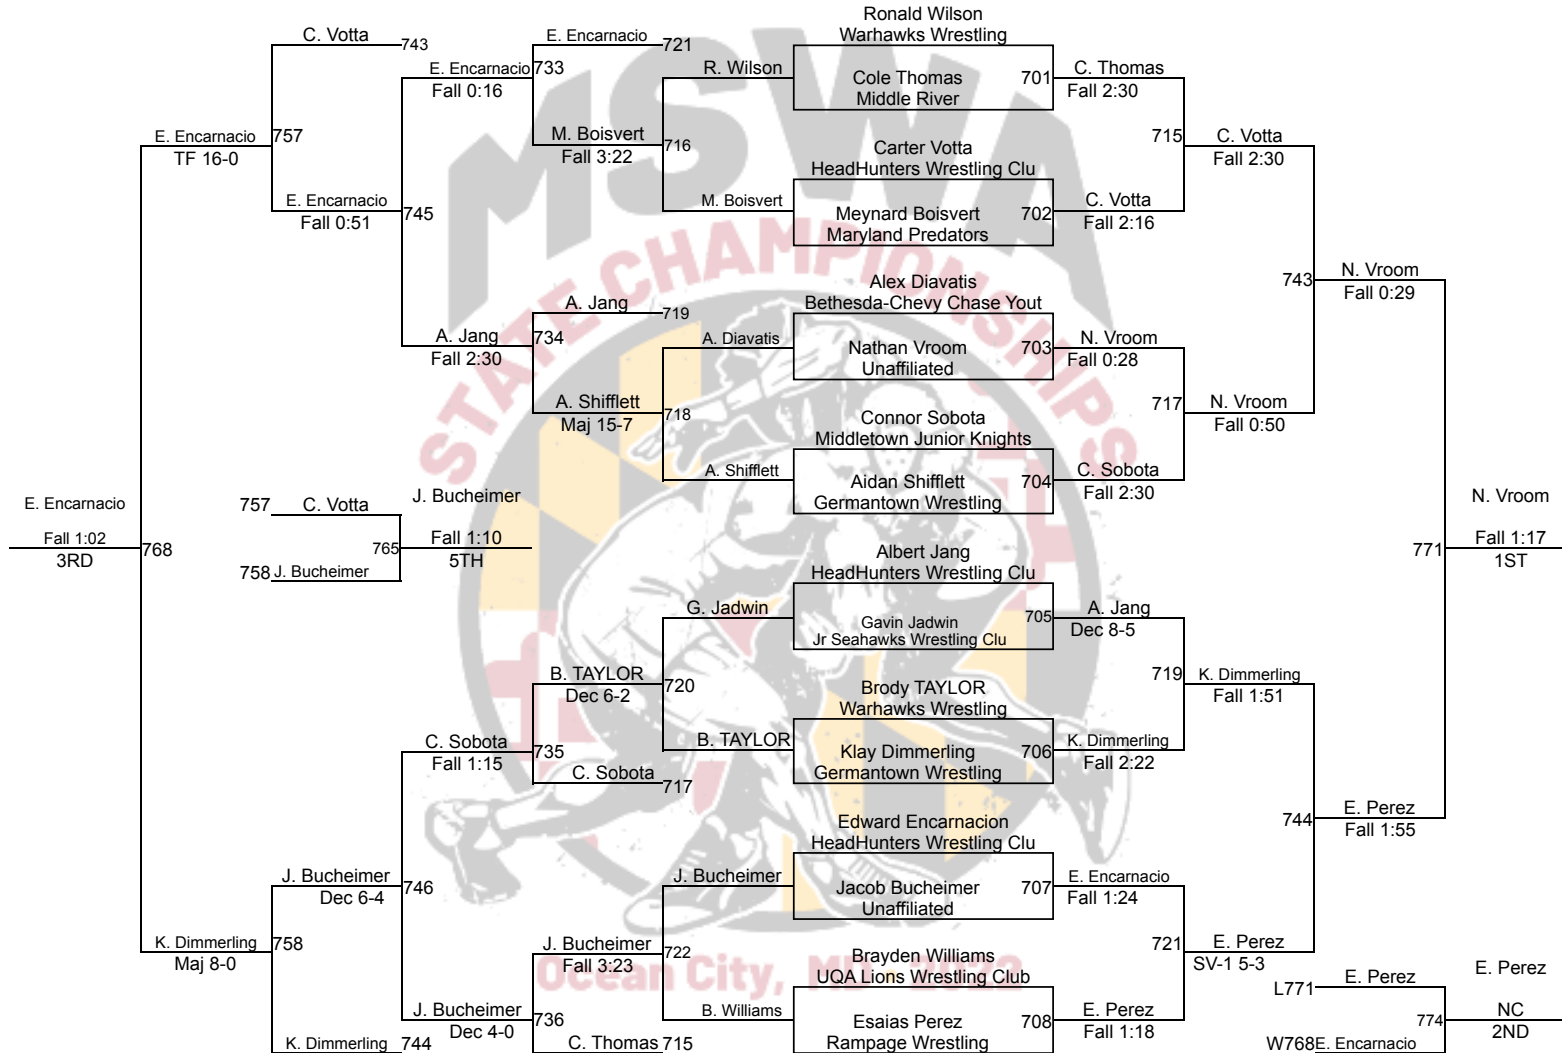 Ronald Wilson
Warhawks Wrestling
C. Votta
743
E. Encarnacio
721
E. Encarnacio
733
Fall 0:16
R. Wilson
Cole Thomas
Middle River
701
C. Thomas
Fall 2:30
E. Encarnacio
TF 16-0
757
M. Boisvert
Fall 3:22
716
Carter Votta
HeadHunters Wrestling Clu
715
C. Votta
Fall 2:30
E. Encarnacio
Fall 0:51
745
M. Boisvert
Meynard Boisvert
Maryland Predators
702
C. Votta
Fall 2:16
Alex Diavatis
Bethesda-Chevy Chase Yout
743
N. Vroom
Fall 0:29
A. Jang
719
A. Jang
Fall 2:30
734
A. Diavatis
Nathan Vroom
Unaffiliated
703
N. Vroom
Fall 0:28
A. Shifflett
Maj 15-7
718
Connor Sobota
Middletown Junior Knights
717
N. Vroom
Fall 0:50
A. Shifflett
Aidan Shifflett
Germantown Wrestling
704
C. Sobota
Fall 2:30
E. Encarnacio
Fall 1:02
3RD
768
757
C. Votta
J. Bucheimer
765
Fall 1:10
5TH
758
J. Bucheimer
Albert Jang
HeadHunters Wrestling Clu
771
N. Vroom
Fall 1:17
1ST
G. Jadwin
Gavin Jadwin
Jr Seahawks Wrestling Clu
705
A. Jang
Dec 8-5
B. TAYLOR
Dec 6-2
720
Brody TAYLOR
Warhawks Wrestling
719
K. Dimmerling
Fall 1:51
C. Sobota
Fall 1:15
735
B. TAYLOR
Klay Dimmerling
Germantown Wrestling
706
K. Dimmerling
Fall 2:22
C. Sobota
717
Edward Encarnacion
HeadHunters Wrestling Clu
744
E. Perez
Fall 1:55
J. Bucheimer
Dec 6-4
746
J. Bucheimer
Jacob Bucheimer
Unaffiliated
707
E. Encarnacio
Fall 1:24
K. Dimmerling
Maj 8-0
758
J. Bucheimer
Fall 3:23
722
Brayden Williams
UQA Lions Wrestling Club
721
E. Perez
SV-1 5-3
J. Bucheimer
Dec 4-0
736
B. Williams
Esaias Perez
Rampage Wrestling
708
E. Perez
Fall 1:18
L771
E. Perez
E. Perez
774
NC
2ND
K. Dimmerling
744
C. Thomas
715
W768
E. Encarnacio
MSWA
STATE CHAMPIONSHIPS
Ocean City, MD - 2022